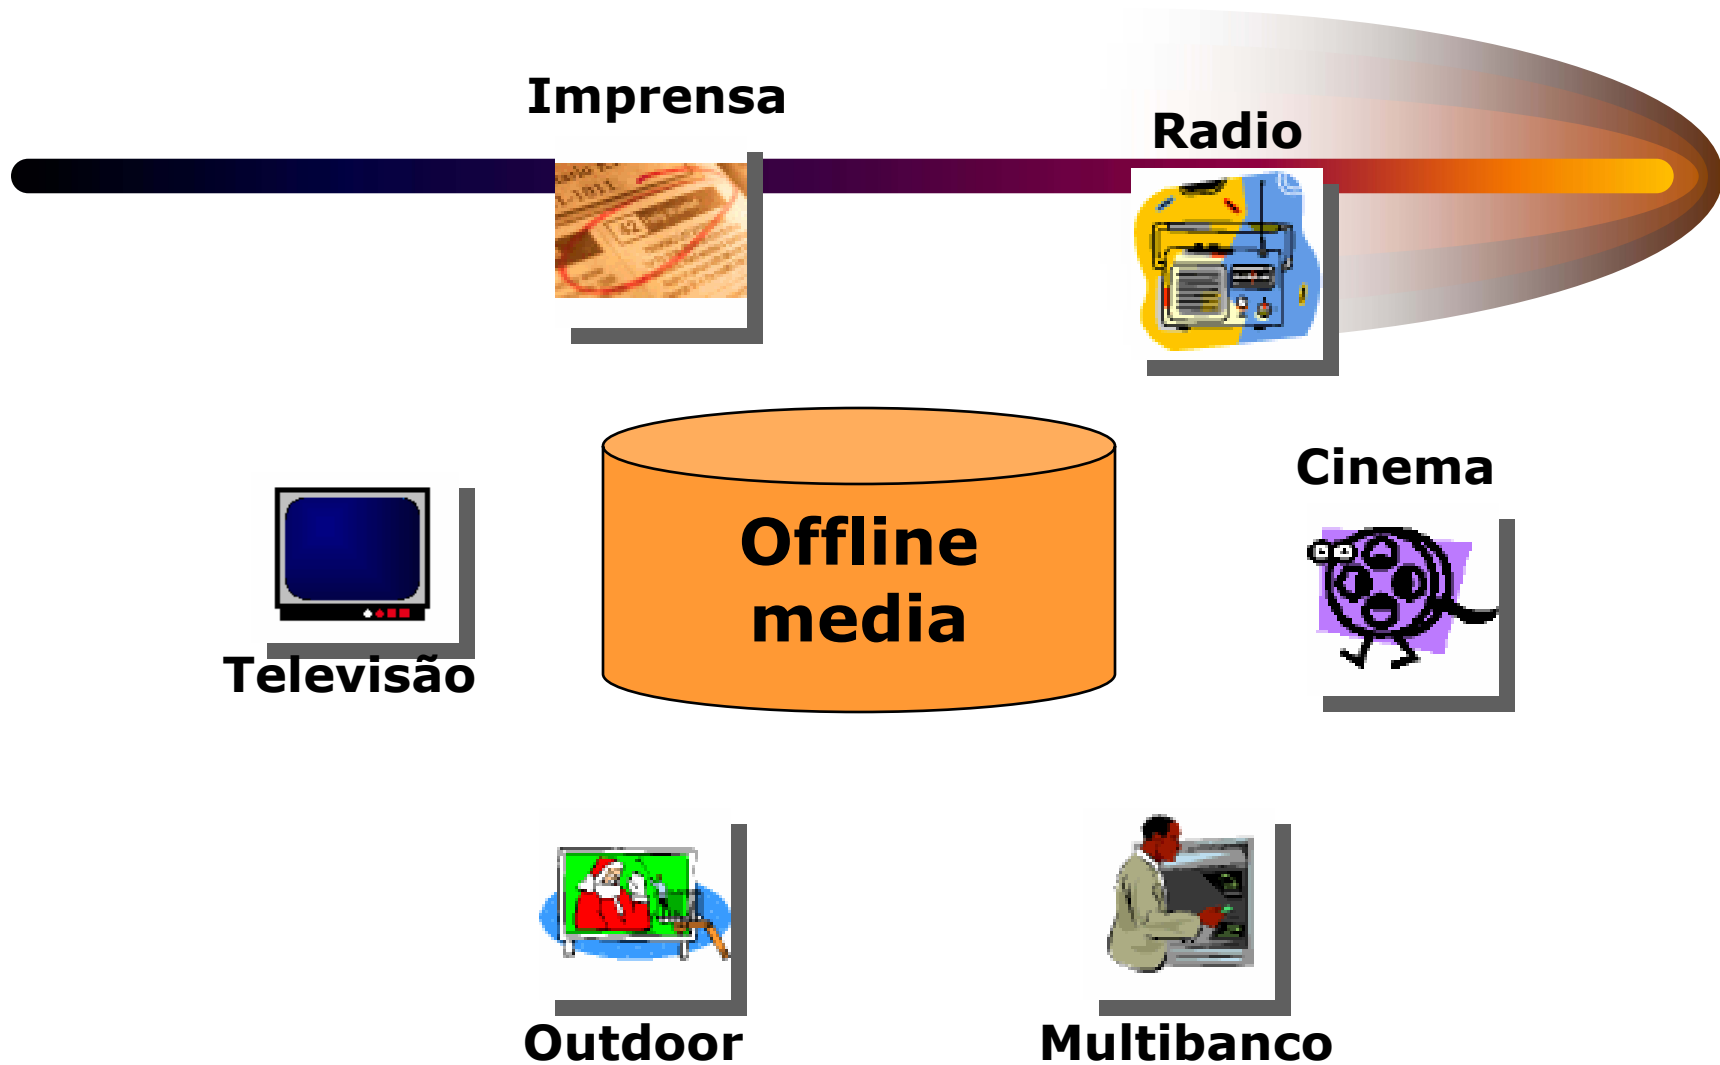 Imprensa
Radio
Cinema
Offline
media
Televisão
Outdoor
Multibanco